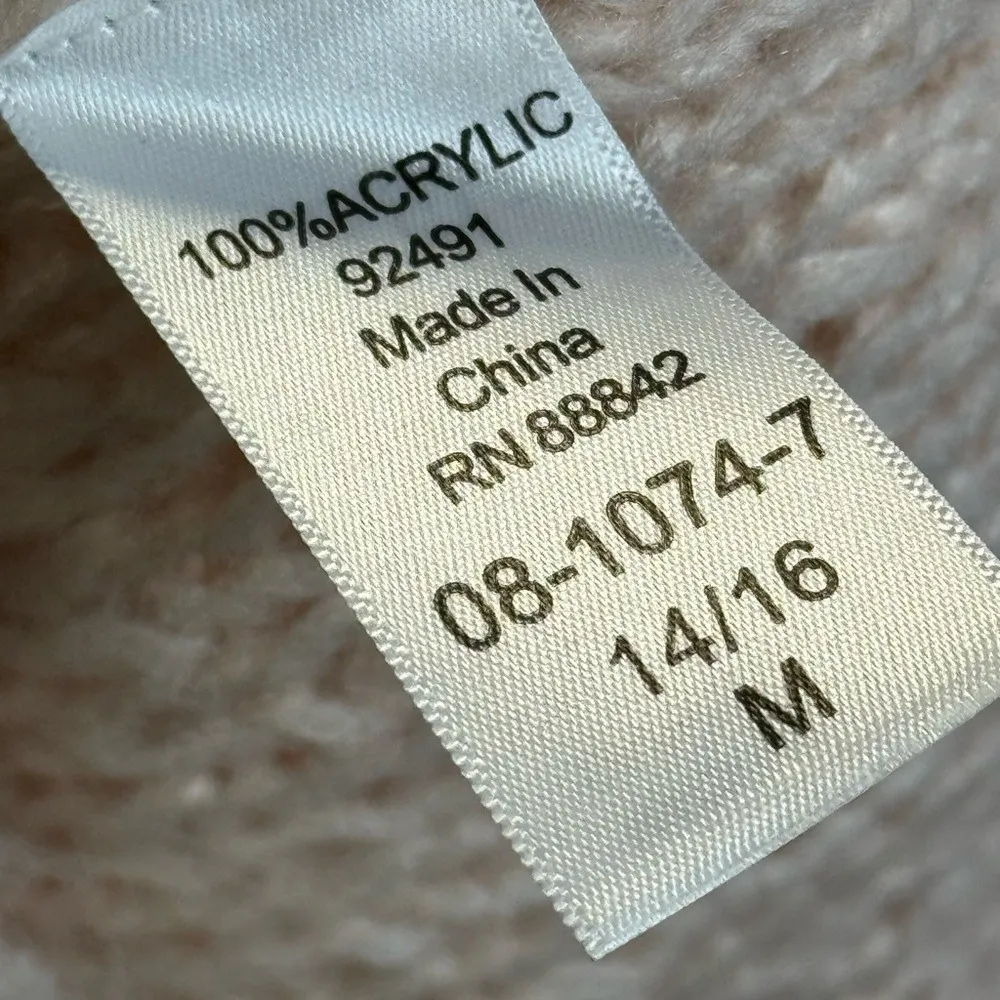 100%ACRYLIC
92491
Made In
China
RN 88842
08-1074-7
14/16
M